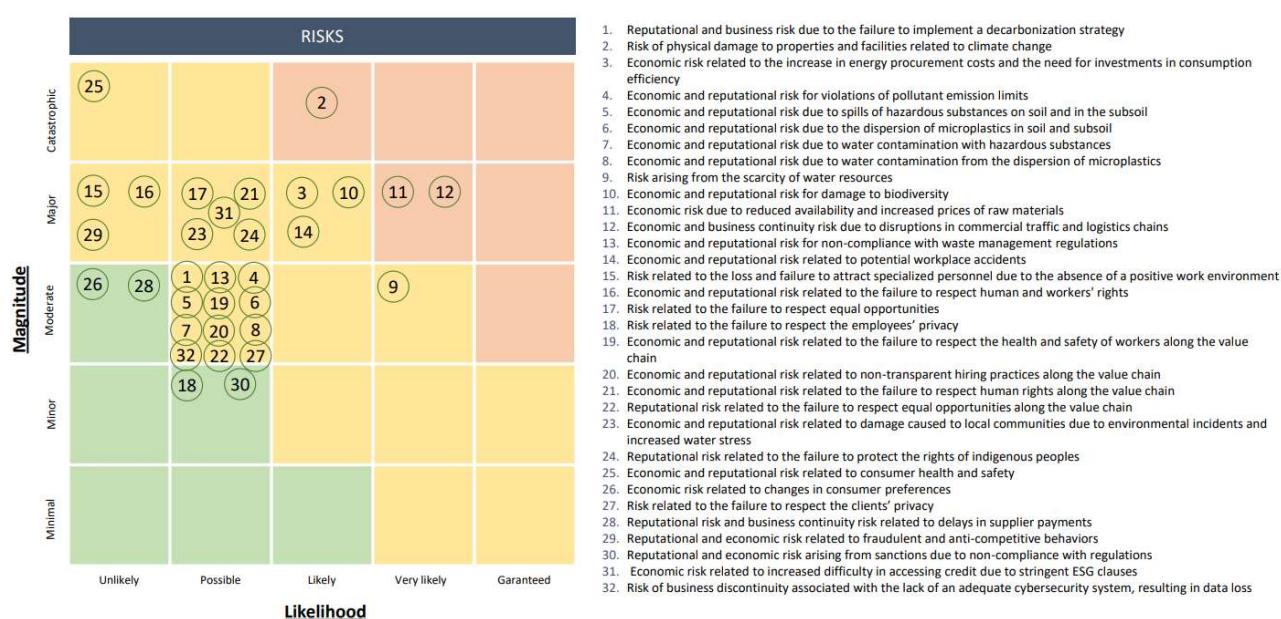 RISKS
Catastrophic
25
2
Major
15 16 17 21 3 10 11 12
31
29 23 24 14
Magnitude
Moderate
26 28 1 13 4 9
5 19 6
7 20 8
32 22 27
Minor
18 30
Minimal
Unlikely Possible Likely Very likely Garanteed
Likelihood
1. Reputational and business risk due to the failure to implement a decarbonization strategy
2. Risk of physical damage to properties and facilities related to climate change
3. Economic risk related to the increase in energy procurement costs and the need for investments in consumption
efficiency
4. Economic and reputational risk for violations of pollutant emission limits
5. Economic and reputational risk due to spills of hazardous substances on soil and in the subsoil
6. Economic and reputational risk due to the dispersion of microplastics in soil and subsoil
7. Economic and reputational risk due to water contamination with hazardous substances
8. Economic and reputational risk due to water contamination from the dispersion of microplastics
9. Risk arising from the scarcity of water resources
10. Economic and reputational risk for damage to biodiversity
11. Economic risk due to reduced availability and increased prices of raw materials
12. Economic and business continuity risk due to disruptions in commercial traffic and logistics chains
13. Economic and reputational risk for non-compliance with waste management regulations
14. Economic and reputational risk related to potential workplace accidents
15. Risk related to the loss and failure to attract specialized personnel due to the absence of a positive work environment
16. Economic and reputational risk related to the failure to respect human and workers' rights
17. Risk related to the failure to respect equal opportunities
18. Risk related to the failure to respect the employees' privacy
19. Economic and reputational risk related to the failure to respect the health and safety of workers along the value
chain
20. Economic and reputational risk related to non-transparent hiring practices along the value chain
21. Economic and reputational risk related to the failure to respect human rights along the value chain
22. Reputational risk related to the failure to respect equal opportunities along the value chain
23. Economic and reputational risk related to damage caused to local communities due to environmental incidents and
increased water stress
24. Reputational risk related to the failure to protect the rights of indigenous peoples
25. Economic and reputational risk related to consumer health and safety
26. Economic risk related to changes in consumer preferences
27. Risk related to the failure to respect the clients' privacy
28. Reputational risk and business continuity risk related to delays in supplier payments
29. Reputational and economic risk related to fraudulent and anti-competitive behaviors
30. Reputational and economic risk arising from sanctions due to non-compliance with regulations
31. Economic risk related to increased difficulty in accessing credit due to stringent ESG clauses
32. Risk of business discontinuity associated with the lack of an adequate cybersecurity system, resulting in data loss